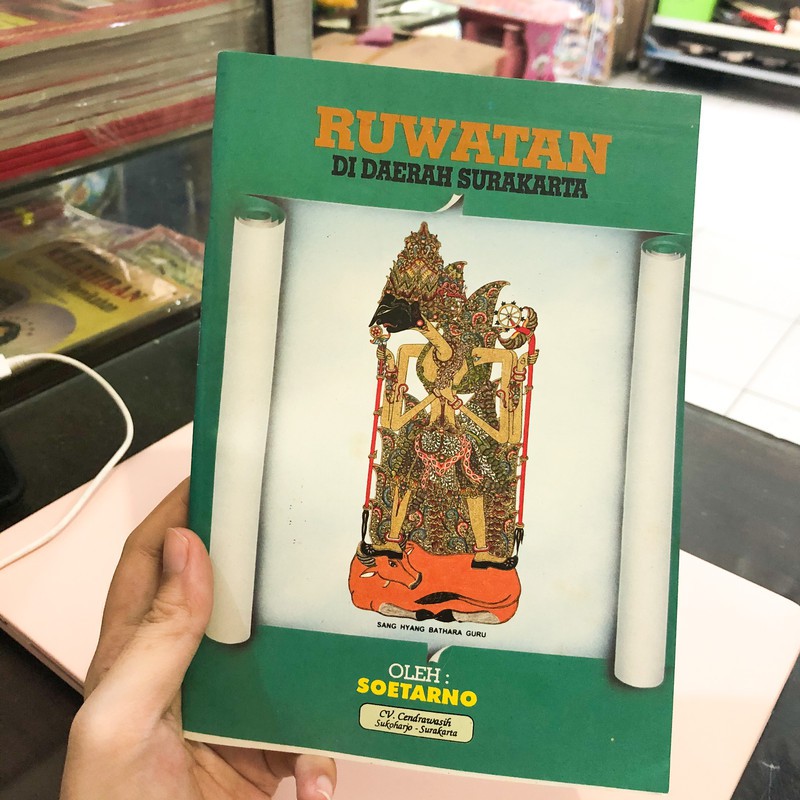 RUWATAN
DI DAERAH SURAKARTA
SANG HYANG BATHARA GURU
OLEH :
SOETARNO
CV. Cendrawasih
Sukoharjo - Surakarta